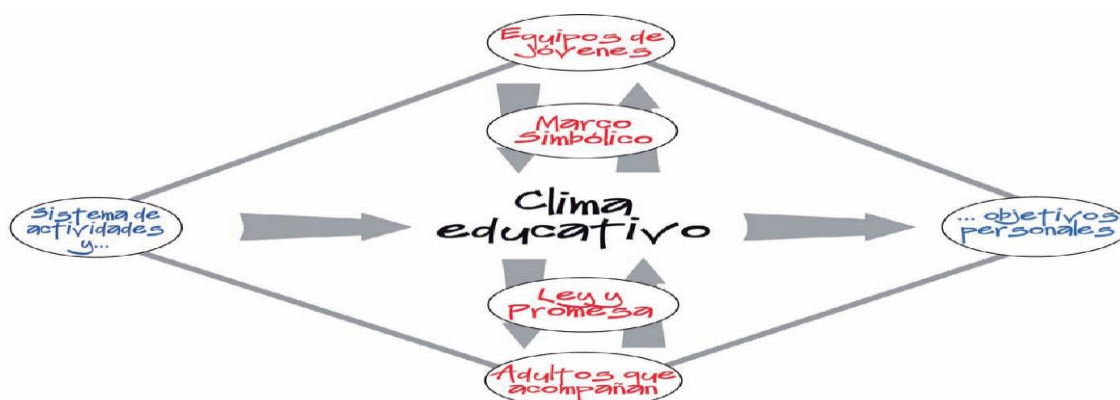 Equipos de
jóvenes
Marco
simbólico
Sistema de
actividades
y...
Clima
educativo
... objetivos
personales
Ley y
Promesa
Adultos que
acompañan